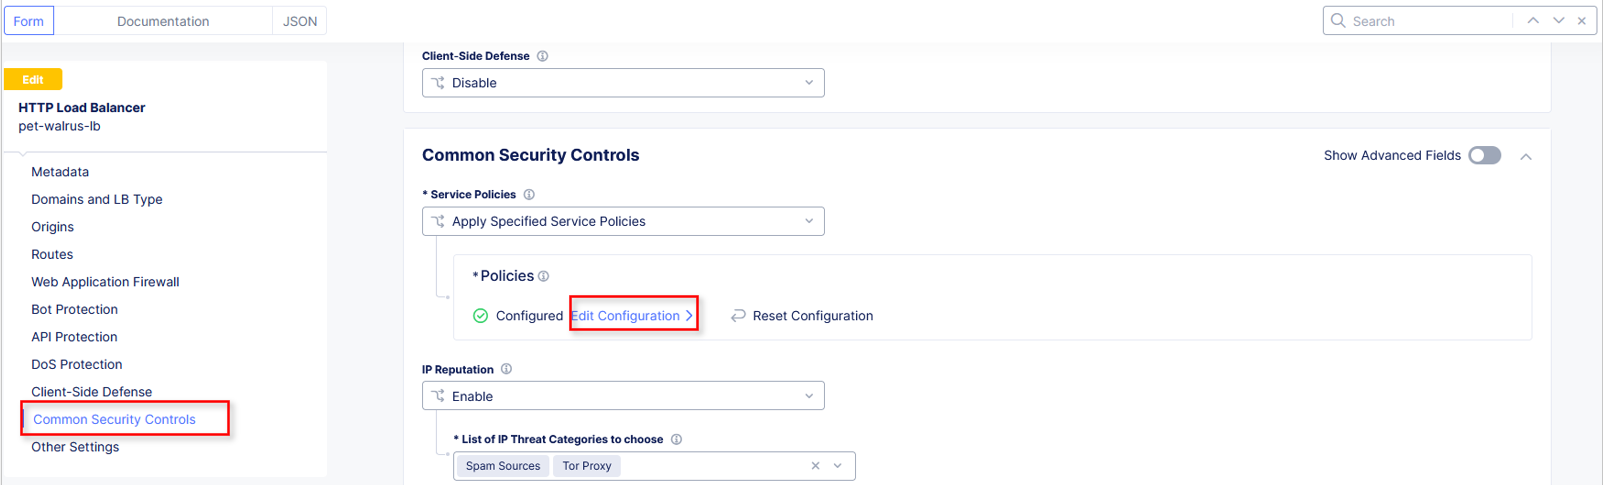 Form
Documentation
JSON
Search
Edit
HTTP Load Balancer
pet-walrus-lb
Metadata
Domains and LB Type
Origins
Routes
Web Application Firewall
Bot Protection
API Protection
DoS Protection
Client-Side Defense
Common Security Controls
Other Settings
Client-Side Defense
Disable
Common Security Controls
Show Advanced Fields
* Service Policies
Apply Specified Service Policies
* Policies
Configured Edit Configuration Reset Configuration
IP Reputation
Enable
* List of IP Threat Categories to choose
Spam Sources Tor Proxy